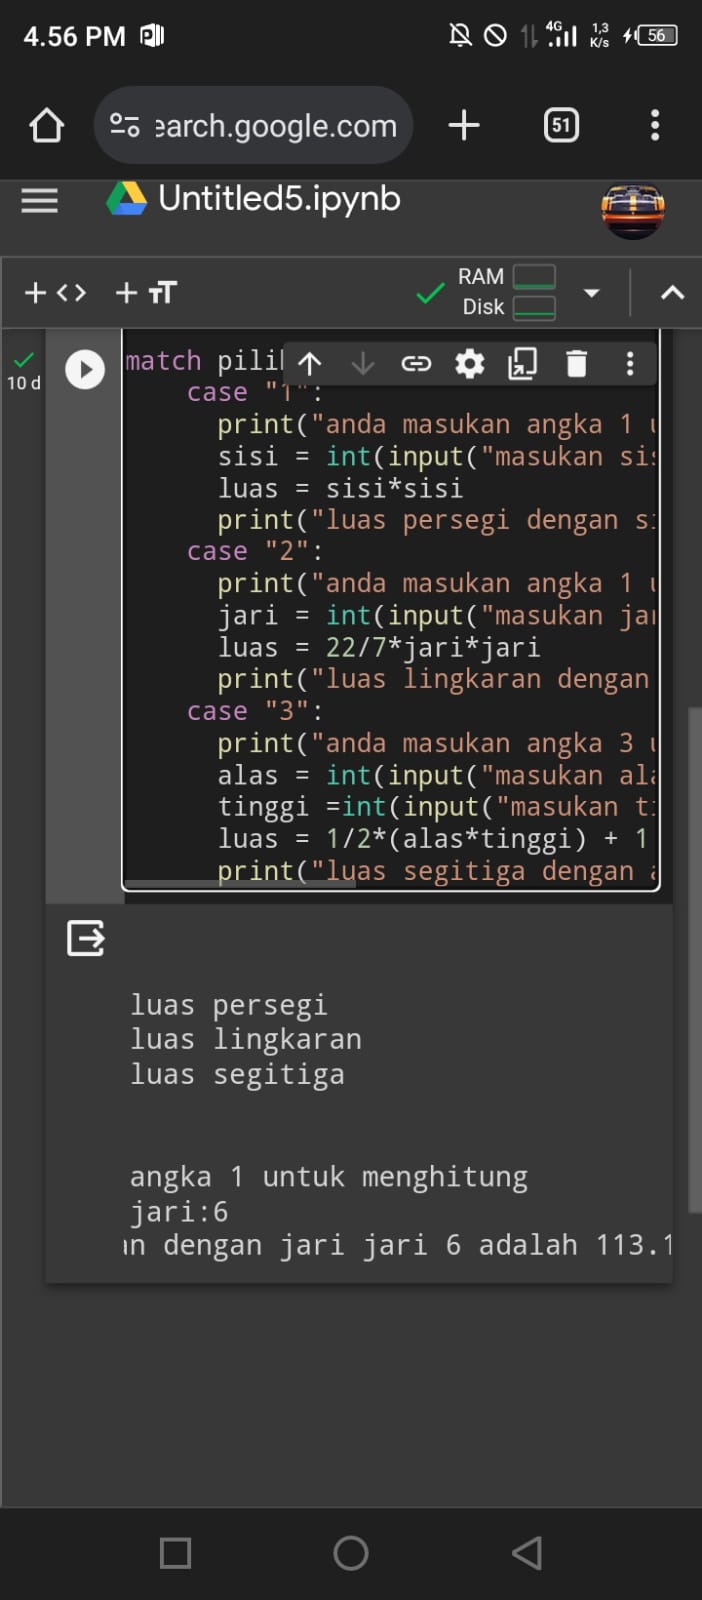 4.56 PM
4G 1,3 K/s 56
earch.google.com 51
Untitled5.ipynb
RAM
Disk
10 d
match pili
case "1":
print("anda masukan angka 1 u
sisi = int(input("masukan sis
luas = sisi*sisi
print("luas persegi dengan si
case "2":
print("anda masukan angka 1 u
jari = int(input("masukan jar
luas = 22/7*jari*jari
print("luas lingkaran dengan
case "3":
print("anda masukan angka 3 u
alas = int(input("masukan ala
tinggi =int(input("masukan ti
luas = 1/2*(alas*tinggi) + 1
print("luas segitiga dengan a
luas persegi
luas lingkaran
luas segitiga
angka 1 untuk menghitung
jari:6
an dengan jari jari 6 adalah 113.1